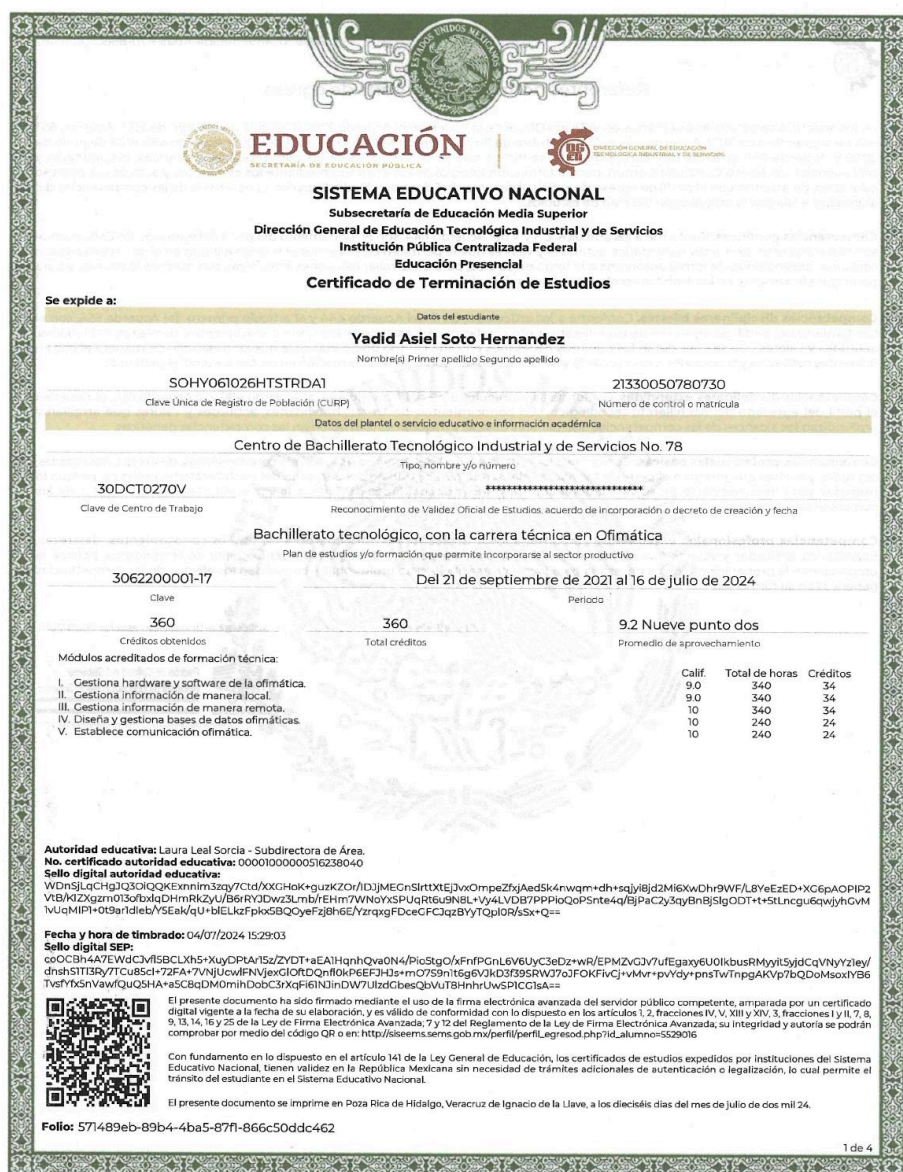 ESTADOS UNIDOS MEXICANOS
EDUCACIÓN
SECRETARÍA DE EDUCACIÓN PÚBLICA
DGETI
DIRECCIÓN GENERAL DE EDUCACIÓN
TECNOLÓGICA INDUSTRIAL Y DE SERVICIOS
SISTEMA EDUCATIVO NACIONAL
Subsecretaría de Educación Media Superior
Dirección General de Educación Tecnológica Industrial y de Servicios
Institución Pública Centralizada Federal
Educación Presencial
Certificado de Terminación de Estudios
Se expide a:
Datos del estudiante
Yadid Asiel Soto Hernandez
Nombre(s) Primer apellido Segundo apellido
SOHY061026HTSTRDA1 21330050780730
Clave Única de Registro de Población (CURP) Número de control o matrícula
Datos del plantel o servicio educativo e información académica
Centro de Bachillerato Tecnológico Industrial y de Servicios No. 78
Tipo, nombre y/o número
30DCT0270V ******************************
Clave de Centro de Trabajo Reconocimiento de Validez Oficial de Estudios, acuerdo de incorporación o decreto de creación y fecha
Bachillerato tecnológico, con la carrera técnica en Ofimática
Plan de estudios y/o formación que permite incorporarse al sector productivo
3062200001-17 Del 21 de septiembre de 2021 al 16 de julio de 2024
Clave Periodo
360 360 9.2 Nueve punto dos
Créditos obtenidos Total créditos Promedio de aprovechamiento
Módulos acreditados de formación técnica:
Calif. Total de horas Créditos
I. Gestiona hardware y software de la ofimática. 9.0 340 34
II. Gestiona información de manera local. 9.0 340 34
III. Gestiona información de manera remota. 10 340 34
IV. Diseña y gestiona bases de datos ofimáticas. 10 240 24
V. Establece comunicación ofimática. 10 240 24
Autoridad educativa: Laura Leal Sorcia - Subdirectora de Área.
No. certificado autoridad educativa: 00001000000516238040
Sello digital autoridad educativa:
Fecha y hora de timbrado: 04/07/2024 15:29:03
Sello digital SEP:
El presente documento ha sido firmado mediante el uso de la firma electrónica avanzada del servidor público competente, amparada por un certificado
digital vigente a la fecha de su elaboración, y es válido de conformidad con lo dispuesto en los artículos 1, 2, fracciones IV, V, XIII y XIV, 3, fracciones I y II, 7, 8,
9, 13, 14, 16 y 25 de la Ley de Firma Electrónica Avanzada; 7 y 12 del Reglamento de la Ley de Firma Electrónica Avanzada; su integridad y autoría se podrán
comprobar por medio del código QR o en: http://siseems.sems.gob.mx/perfil/perfil_egresod.php?id_alumno=5529016
Con fundamento en lo dispuesto en el artículo 141 de la Ley General de Educación, los certificados de estudios expedidos por instituciones del Sistema
Educativo Nacional, tienen validez en la República Mexicana sin necesidad de trámites adicionales de autenticación o legalización, lo cual permite el
tránsito del estudiante en el Sistema Educativo Nacional.
El presente documento se imprime en Poza Rica de Hidalgo, Veracruz de Ignacio de la Llave, a los dieciséis días del mes de julio de dos mil 24.
Folio: 571489eb-89b4-4ba5-87f1-866c50ddc462
1 de 4